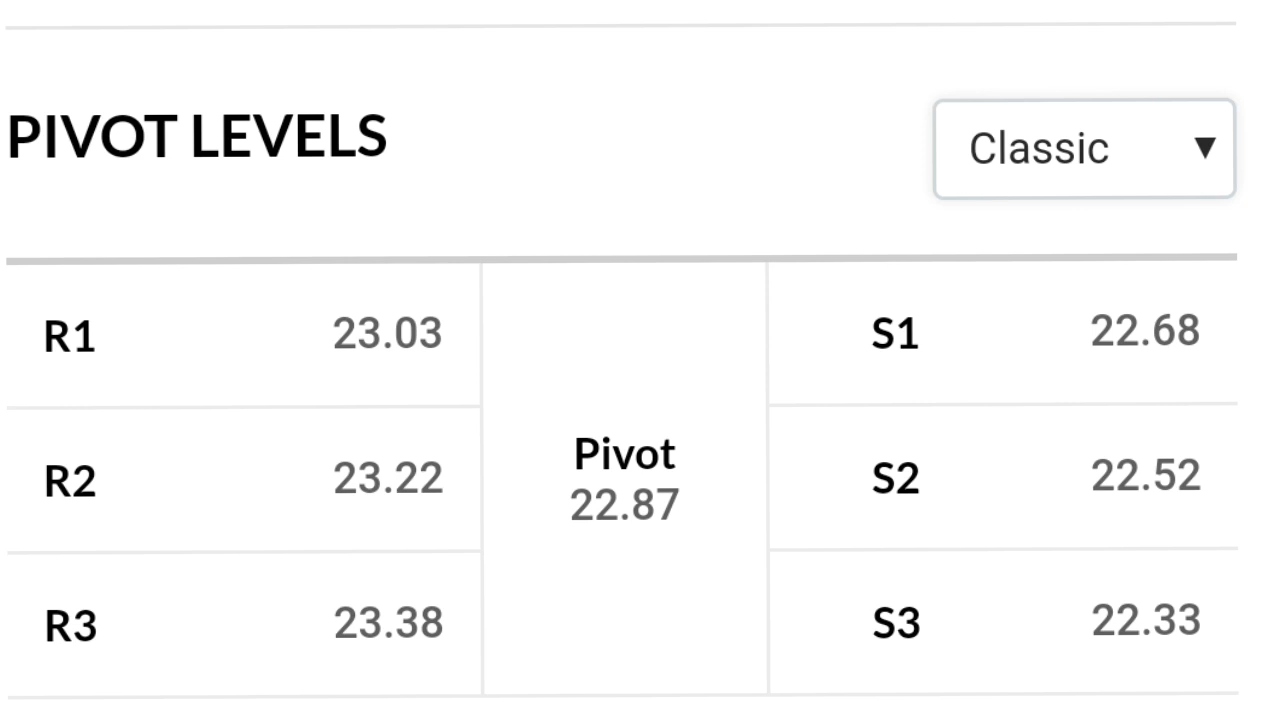 PIVOT LEVELS
Classic ▼
R1 23.03
R2 23.22
R3 23.38
Pivot
22.87
S1 22.68
S2 22.52
S3 22.33